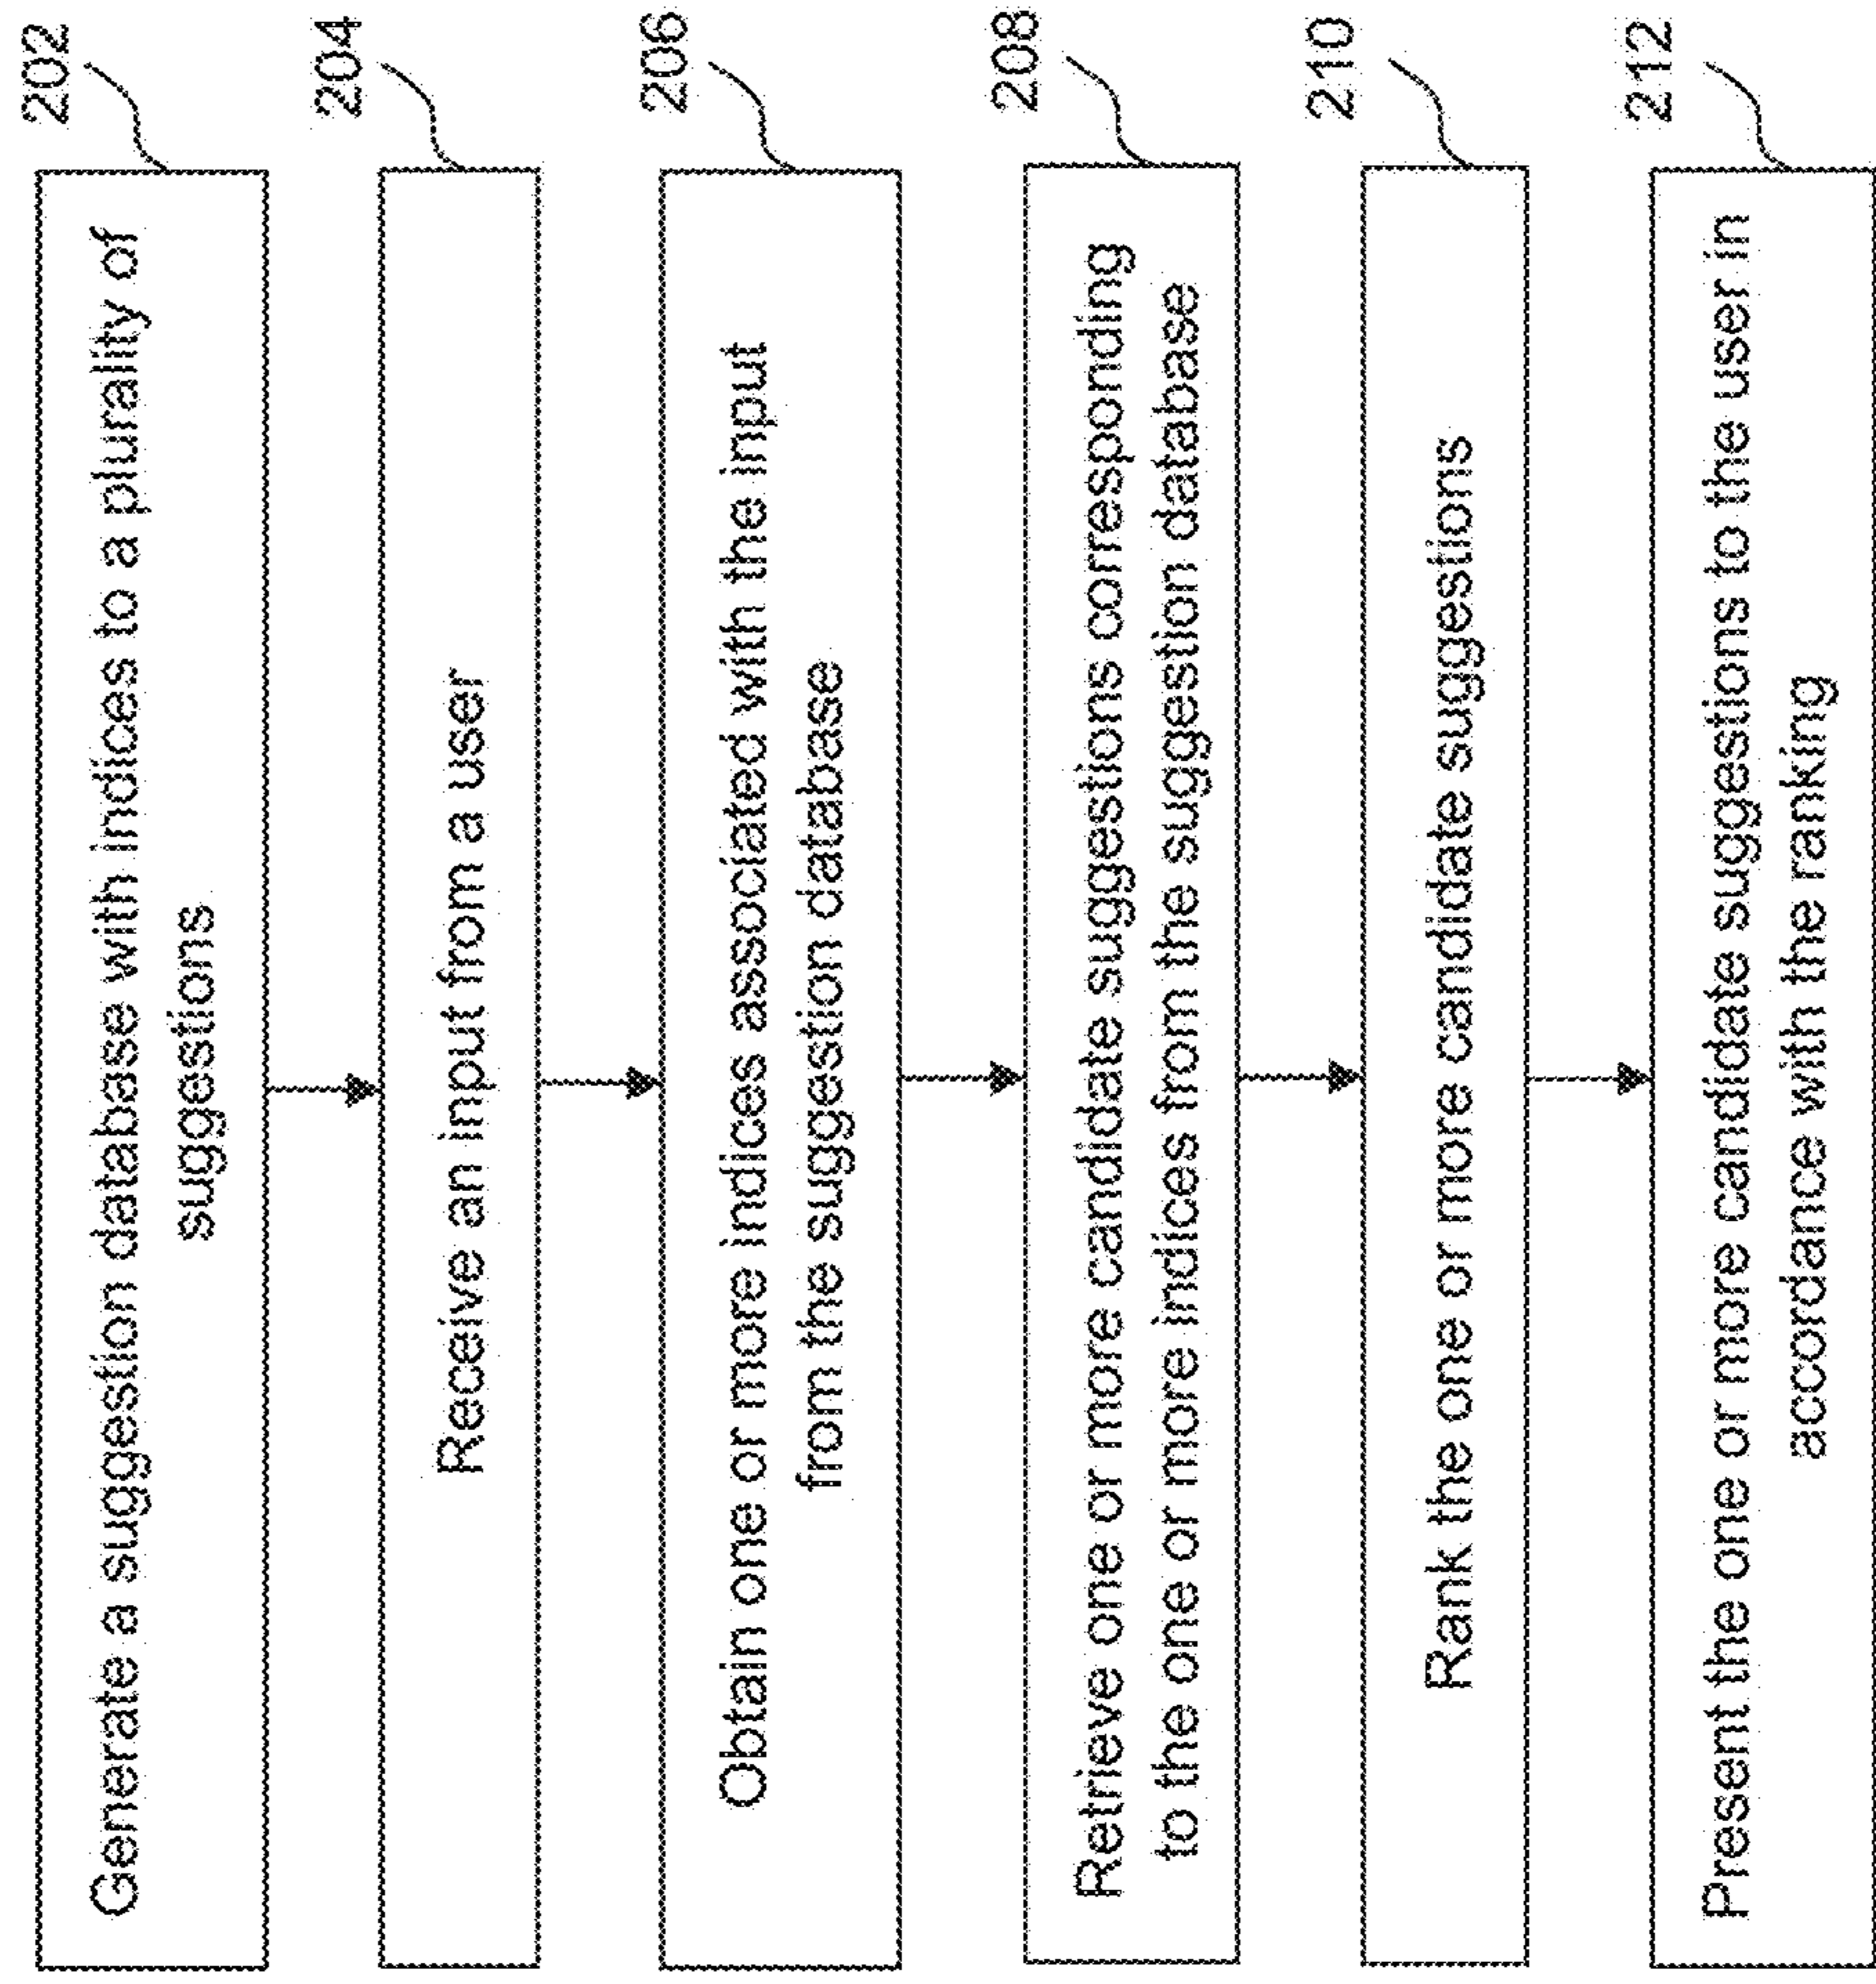 202
Generate a suggestion database with indices to a plurality of
suggestions
204
Receive an input from a user
206
Obtain one or more indices associated with the input
from the suggestion database
208
Retrieve one or more candidate suggestions corresponding
to the one or more indices from the suggestion database
210
Rank the one or more candidate suggestions
212
Present the one or more candidate suggestions to the user in
accordance with the ranking